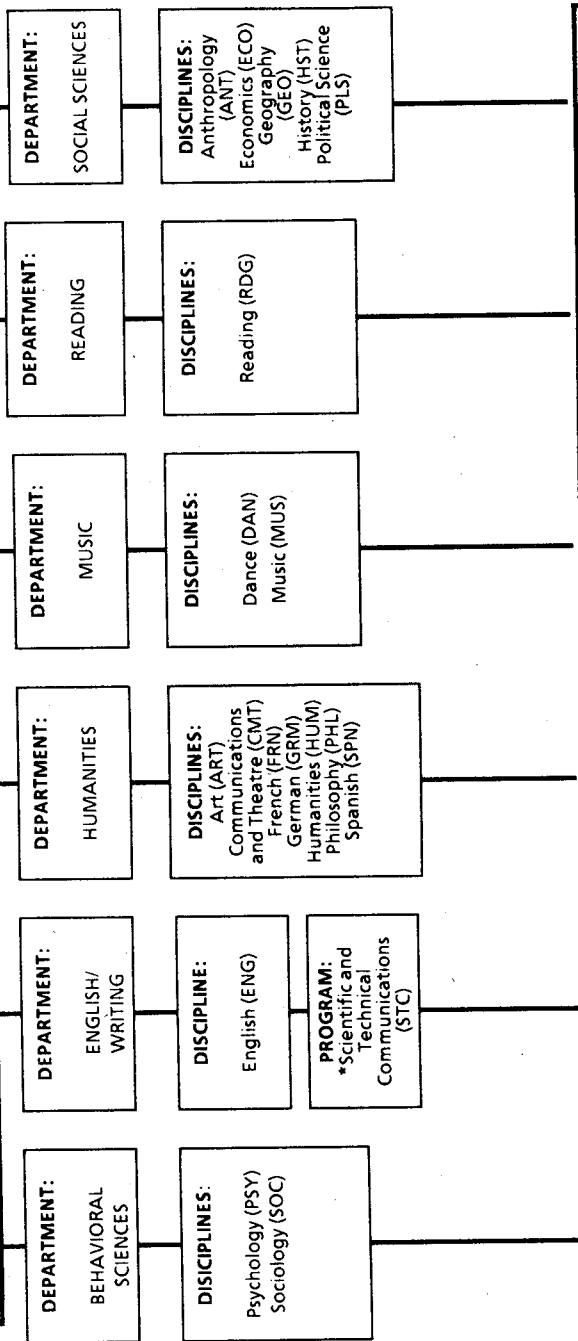 DEPARTMENT:
BEHAVIORAL
SCIENCES
DISICIPLINES:
Psychology (PSY)
Sociology (SOC)
DEPARTMENT:
ENGLISH/
WRITING
DISCIPLINE:
English (ENG)
PROGRAM:
*Scientific and
Technical
Communications
(STC)
DEPARTMENT:
HUMANITIES
DISCIPLINES:
Art (ART)
Communications
and Theatre (CMT)
French (FRN)
German (GRM)
Humanities (HUM)
Philosophy (PHL)
Spanish (SPN)
DEPARTMENT:
MUSIC
DISCIPLINES:
Dance (DAN)
Music (MUS)
DEPARTMENT:
READING
DISCIPLINES:
Reading (RDG)
DEPARTMENT:
SOCIAL SCIENCES
DISCIPLINES:
Anthropology
(ANT)
Economics (ECO)
Geography
(GEO)
History (HST)
Political Science
(PLS)